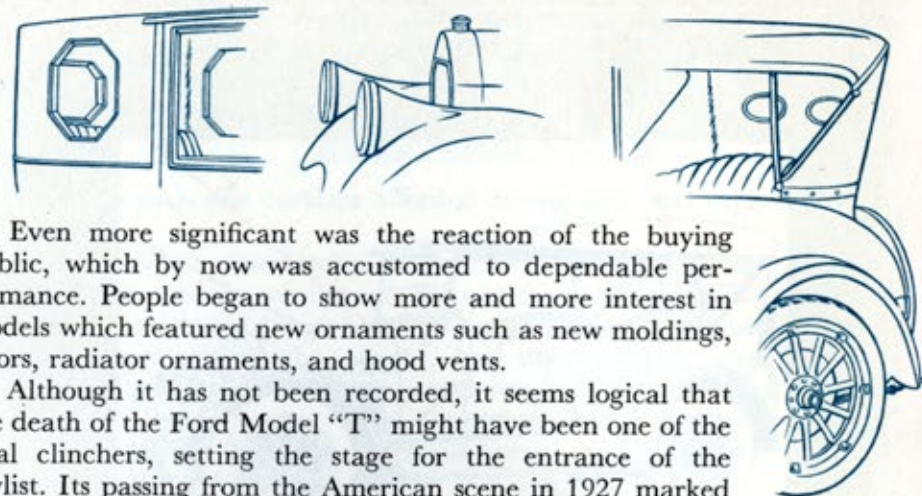 Even more significant was the reaction of the buying
blic, which by now was accustomed to dependable per-
mance. People began to show more and more interest in
dels which featured new ornaments such as new moldings,
ors, radiator ornaments, and hood vents.
Although it has not been recorded, it seems logical that
e death of the Ford Model “T” might have been one of the
al clinchers, setting the stage for the entrance of the
list. Its passing from the American scene in 1927 marked